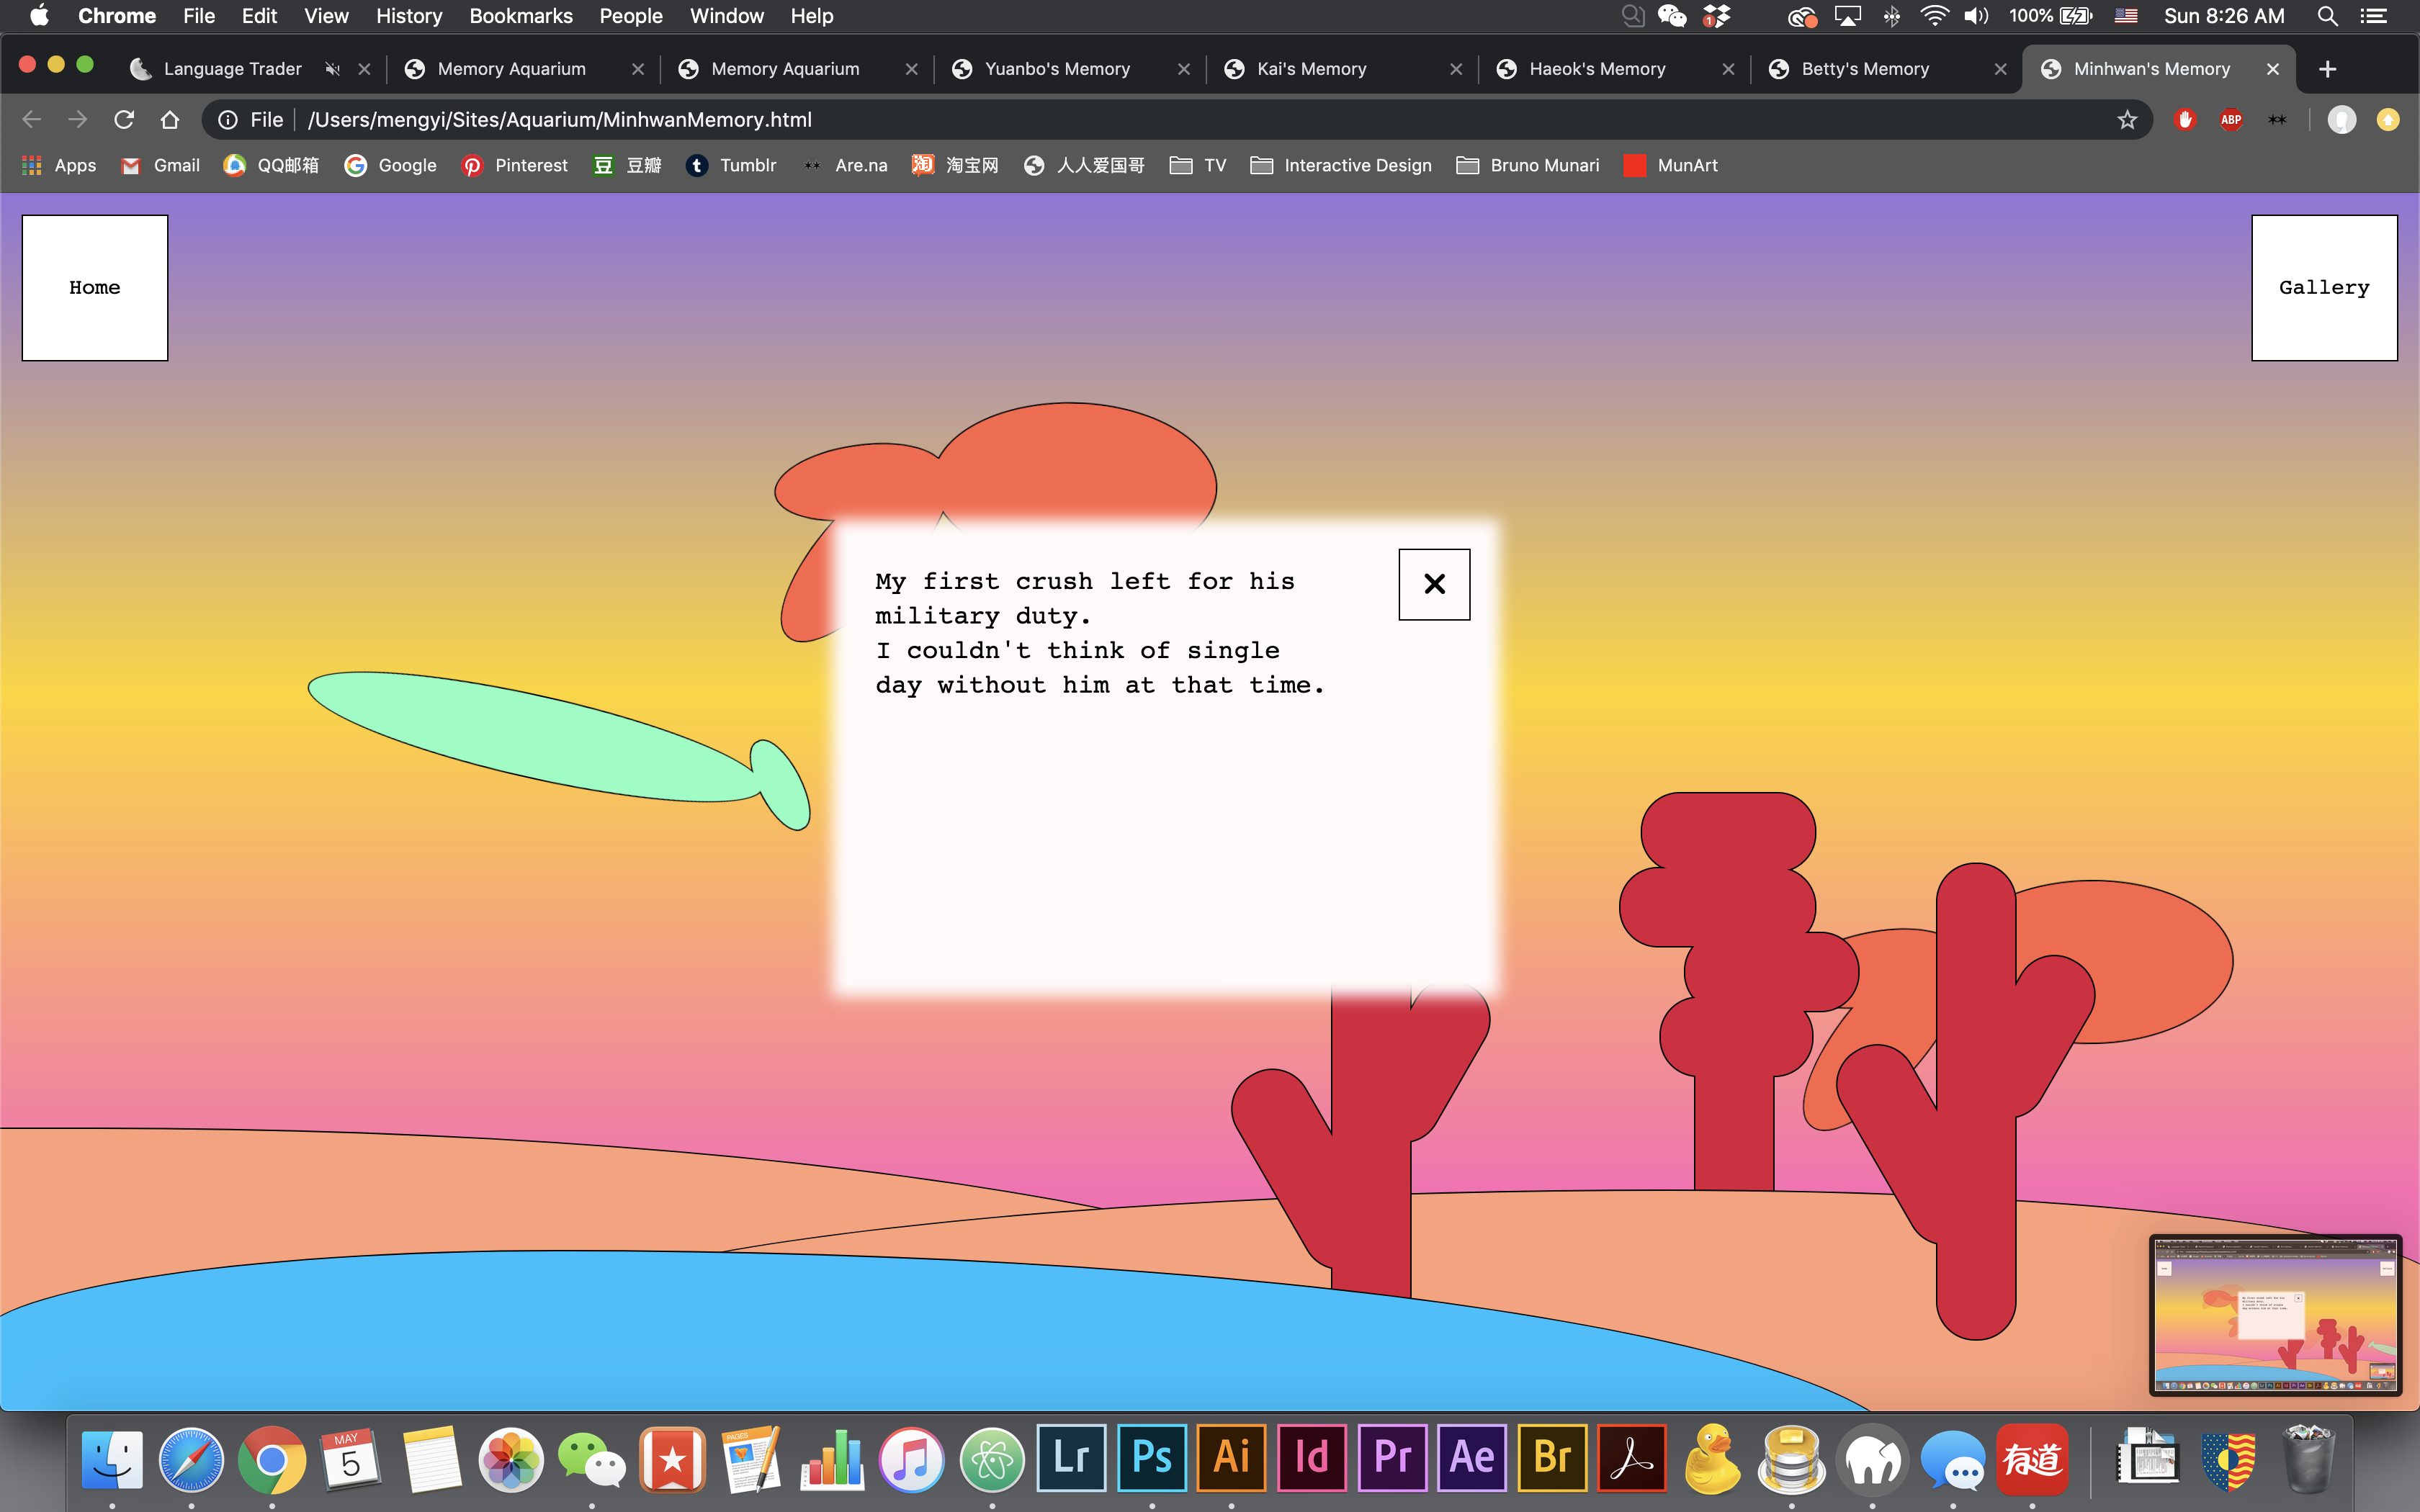 Chrome File Edit View History Bookmarks People Window Help 1 100% Sun 8:26 AM
Language Trader Memory Aquarium Memory Aquarium Yuanbo's Memory Kai's Memory Haeok's Memory Betty's Memory Minhwan's Memory
File /Users/mengyi/Sites/Aquarium/MinhwanMemory.html ABP
Apps Gmail QQ邮箱 Google Pinterest 豆 豆瓣 t Tumblr Are.na 淘 淘宝网 人人爱国哥 TV Interactive Design Bruno Munari MunArt
Home
Gallery
My first crush left for his
military duty.
I couldn't think of single
day without him at that time.
MAY
5
PAGES
Lr Ps Ai Id Pr Ae Br 有道